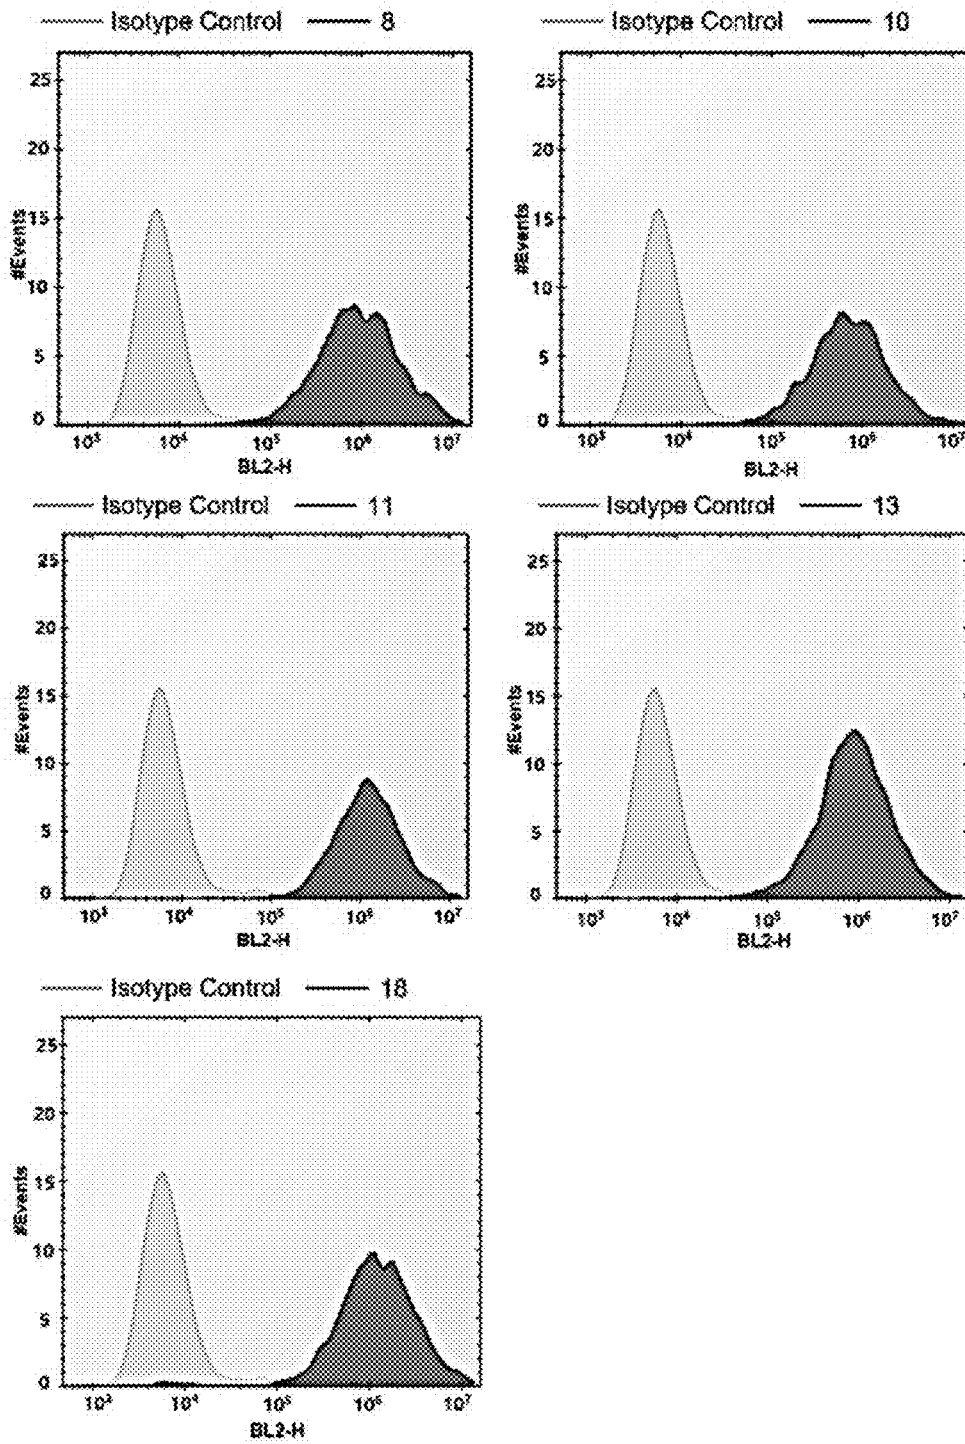 Isotype Control 8
25
20
15
10
5
0
#Events
10³ 10⁴ 10⁵ 10⁶ 10⁷
BL2-H
Isotype Control 10
25
20
15
10
5
0
#Events
10³ 10⁴ 10⁵ 10⁶ 10⁷
BL2-H
Isotype Control 11
25
20
15
10
5
0
#Events
10³ 10⁴ 10⁵ 10⁶ 10⁷
BL2-H
Isotype Control 13
25
20
15
10
5
0
#Events
10³ 10⁴ 10⁵ 10⁶ 10⁷
BL2-H
Isotype Control 18
25
20
15
10
5
0
#Events
10³ 10⁴ 10⁵ 10⁶ 10⁷
BL2-H